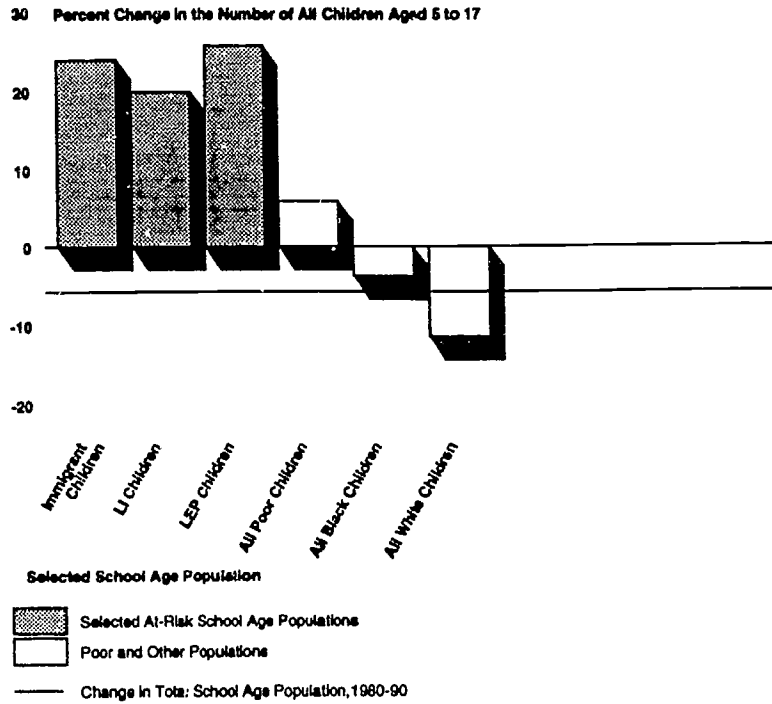 30 Percent Change in the Number of All Children Aged 5 to 17
20
10
0
-10
-20
Immigrant
Children
LI Children
LEP Children
All Poor Children
All Black Children
All White Children
Selected School Age Population
Selected At-Risk School Age Populations
Poor and Other Populations
Change in Tota: School Age Population, 1980-90